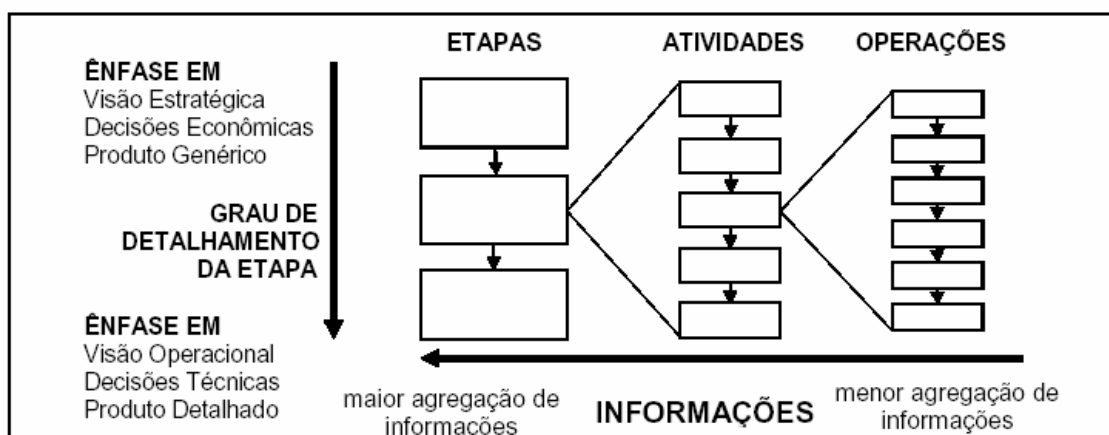 ETAPAS
ATIVIDADES
OPERAÇÕES
ÊNFASE EM
Visão Estratégica
Decisões Econômicas
Produto Genérico
GRAU DE
DETALHAMENTO
DA ETAPA
ÊNFASE EM
Visão Operacional
Decisões Técnicas
Produto Detalhado
maior agregação de
informações
INFORMAÇÕES
menor agregação de
informações